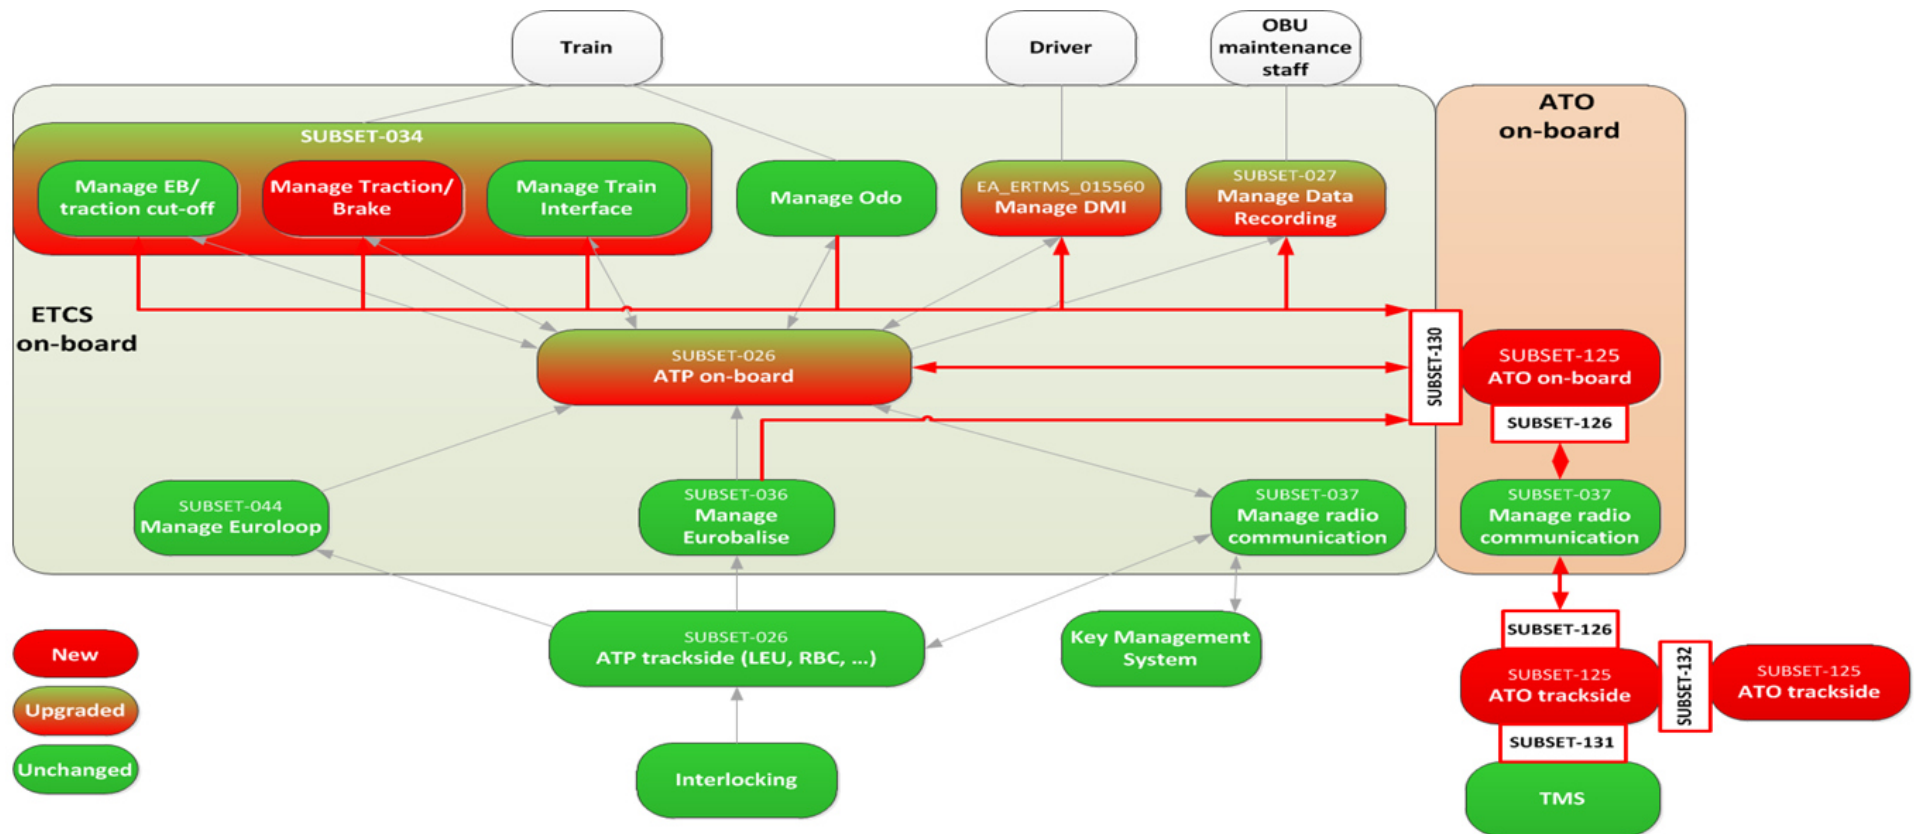 Train
Driver
OBU
maintenance
staff
ATO
on-board
SUBSET-034
Manage EB/
traction cut-off
Manage Traction/
Brake
Manage Train
Interface
Manage Odo
EA_ERTMS_015560
Manage DMI
SUBSET-027
Manage Data
Recording
ETCS
on-board
SUBSET-026
ATP on-board
SUBSET-130
SUBSET-125
ATO on-board
SUBSET-126
SUBSET-044
Manage Euroloop
SUBSET-036
Manage
Eurobalise
SUBSET-037
Manage radio
communication
SUBSET-037
Manage radio
communication
New
Upgraded
Unchanged
SUBSET-026
ATP trackside (LEU, RBC, ...)
Key Management
System
Interlocking
SUBSET-126
SUBSET-125
ATO trackside
SUBSET-132
SUBSET-125
ATO trackside
SUBSET-131
TMS